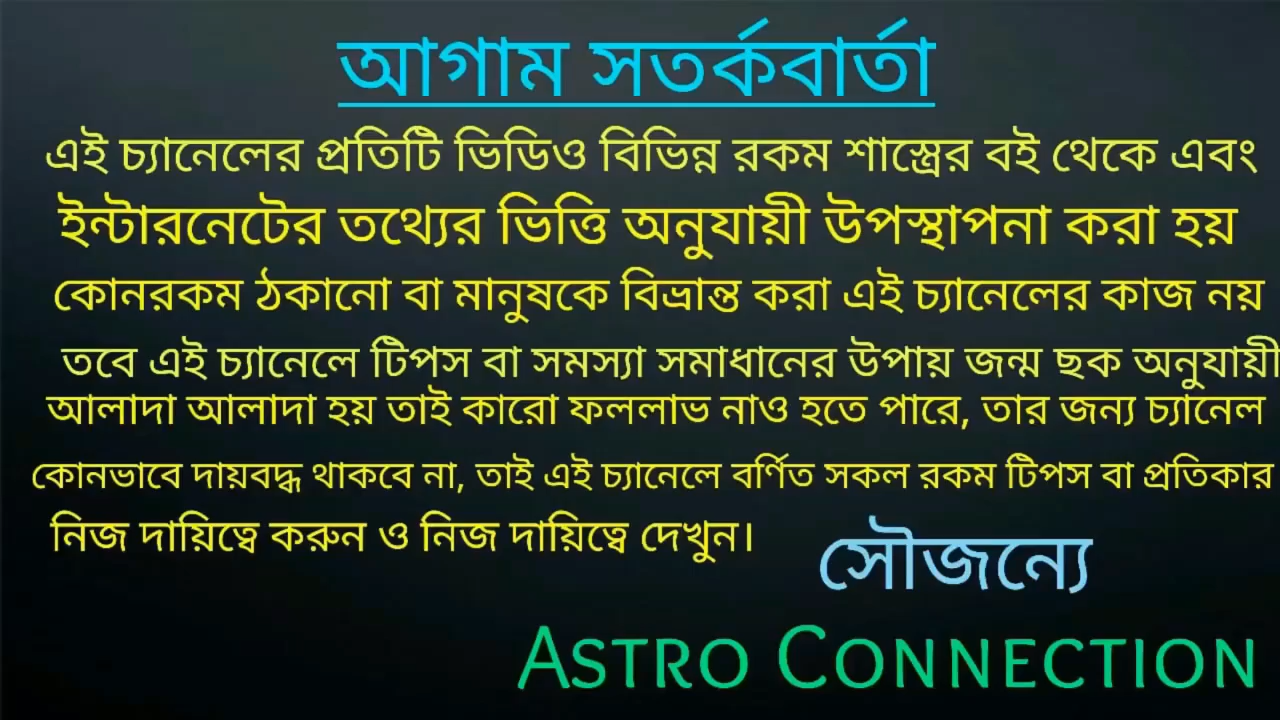 আগাম সতর্কবার্তা
এই চ্যানেলের প্রতিটি ভিডিও বিভিন্ন রকম শাস্ত্রের বই থেকে এবং
ইন্টারনেটের তথ্যের ভিত্তি অনুযায়ী উপস্থাপনা করা হয়
কোনরকম ঠকানো বা মানুষকে বিভ্রান্ত করা এই চ্যানেলের কাজ নয়
তবে এই চ্যানেলে টিপস বা সমস্যা সমাধানের উপায় জন্ম ছক অনুযায়ী
আলাদা আলাদা হয় তাই কারো ফললাভ নাও হতে পারে, তার জন্য চ্যানেল
কোনভাবে দায়বদ্ধ থাকবে না, তাই এই চ্যানেলে বর্ণিত সকল রকম টিপস বা প্রতিকার
নিজ দায়িত্বে করুন ও নিজ দায়িত্বে দেখুন।
সৌজন্যে
ASTRO CONNECTION